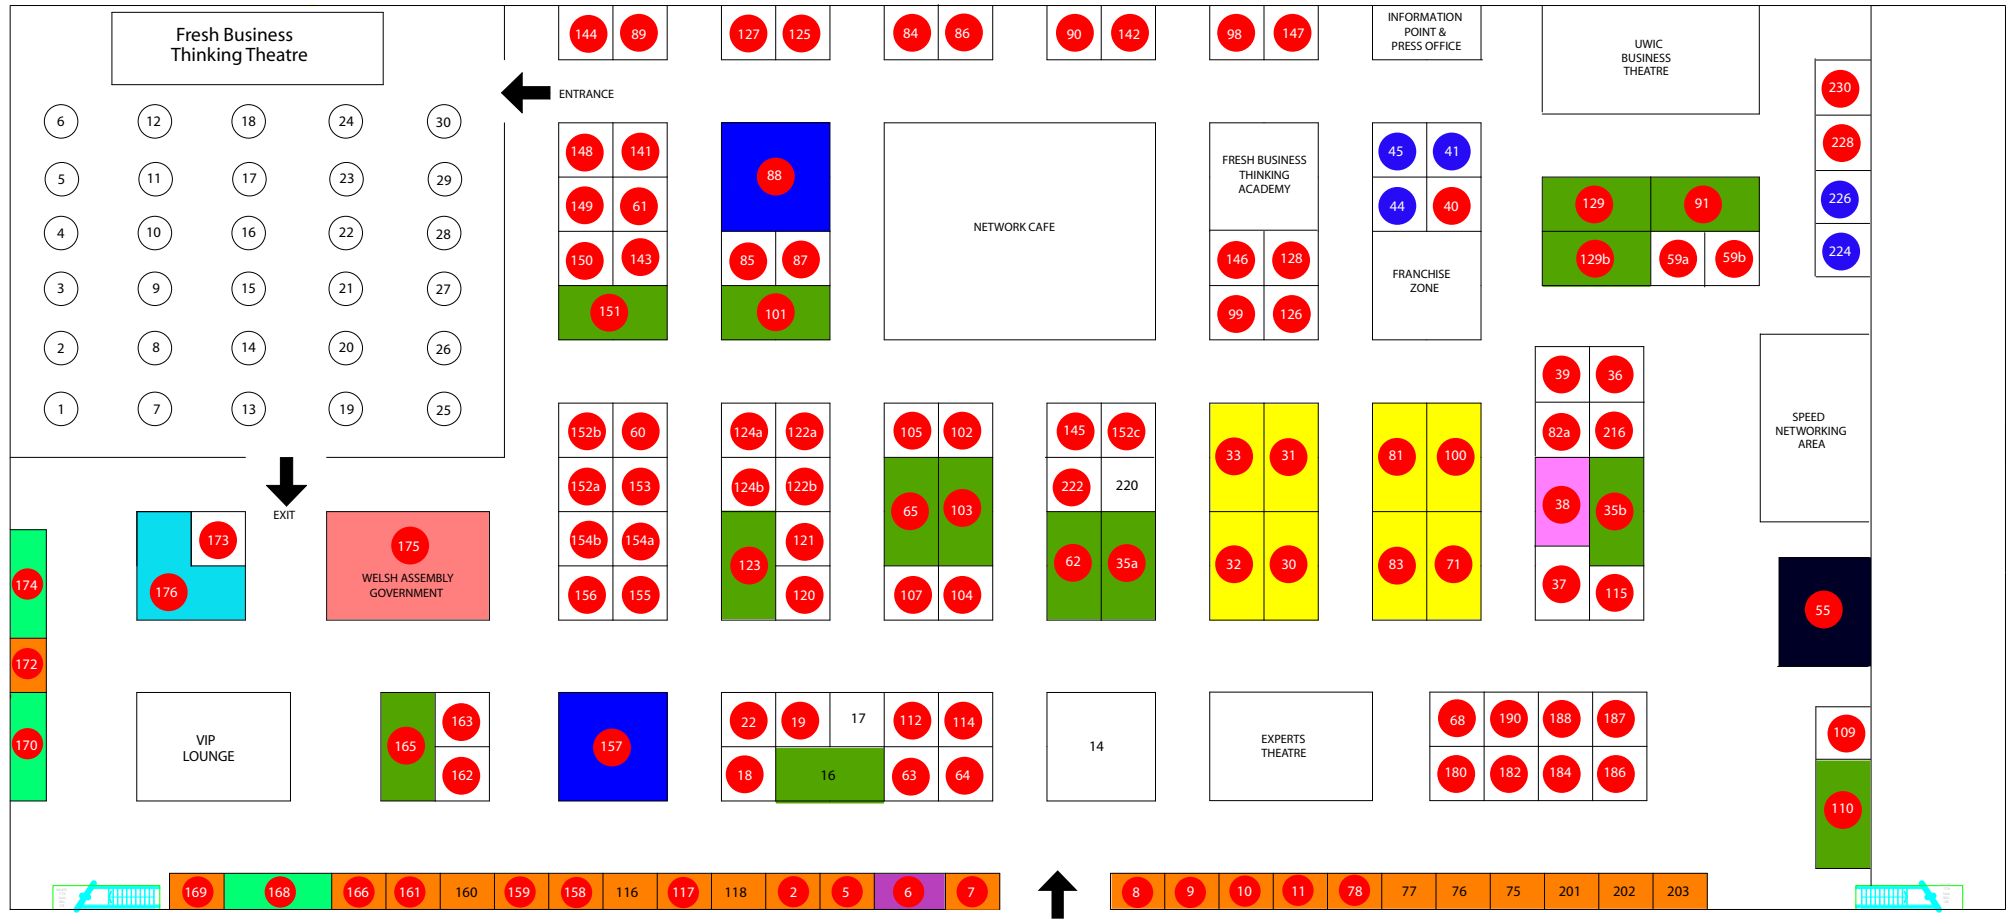 Fresh Business
Thinking Theatre
144 89 127 125 84 86 90 142 98 147
INFORMATION
POINT &
PRESS OFFICE
UWIC
BUSINESS
THEATRE
ENTRANCE
6 12 18 24 30
5 11 17 23 29
4 10 16 22 28
3 9 15 21 27
2 8 14 20 26
1 7 13 19 25
EXIT
148 141
149 61
150 143
151
88
85 87
101
NETWORK CAFE
FRESH BUSINESS
THINKING
ACADEMY
146 128
99 126
45 41
44 40
FRANCHISE
ZONE
129 91
129b 59a 59b
230
228
226
224
152b 60
152a 153
154b 154a
156 155
124a 122a
124b 122b
123 121
120
105 102
65 103
107 104
145 152c
222 220
62 35a
33 31
32 30
81 100
83 71
39 36
82a 216
38 35b
37 115
SPEED
NETWORKING
AREA
55
174
172
170
173
176
175
WELSH ASSEMBLY
GOVERNMENT
VIP
LOUNGE
165 163
162
157
22 19 17 112 114
18 16 63 64
14
EXPERTS
THEATRE
68 190 188 187
180 182 184 186
109
110
169 168 166 161 160 159 158 116 117 118 2 5 6 7
8 9 10 11 78 77 76 75 201 202 203